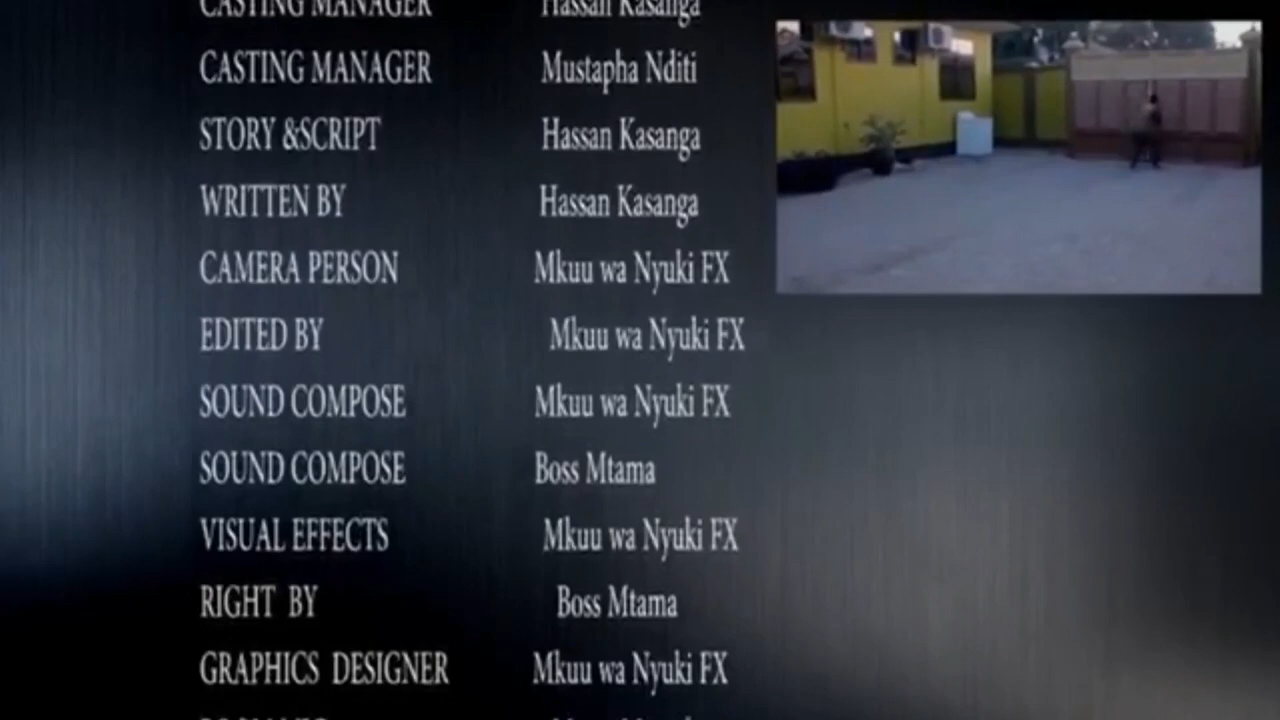 CASTING MANAGER Hassan Kasanga
CASTING MANAGER Mustapha Nditi
STORY &SCRIPT Hassan Kasanga
WRITTEN BY Hassan Kasanga
CAMERA PERSON Mkuu wa Nyuki FX
EDITED BY Mkuu wa Nyuki FX
SOUND COMPOSE Mkuu wa Nyuki FX
SOUND COMPOSE Boss Mtama
VISUAL EFFECTS Mkuu wa Nyuki FX
RIGHT BY Boss Mtama
GRAPHICS DESIGNER Mkuu wa Nyuki FX